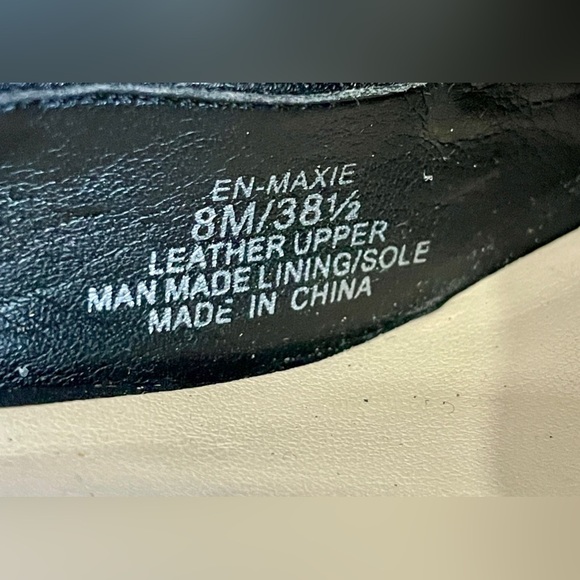 EN-MAXIE
8M/38½
LEATHER UPPER
MAN MADE LINING/SOLE
MADE IN CHINA